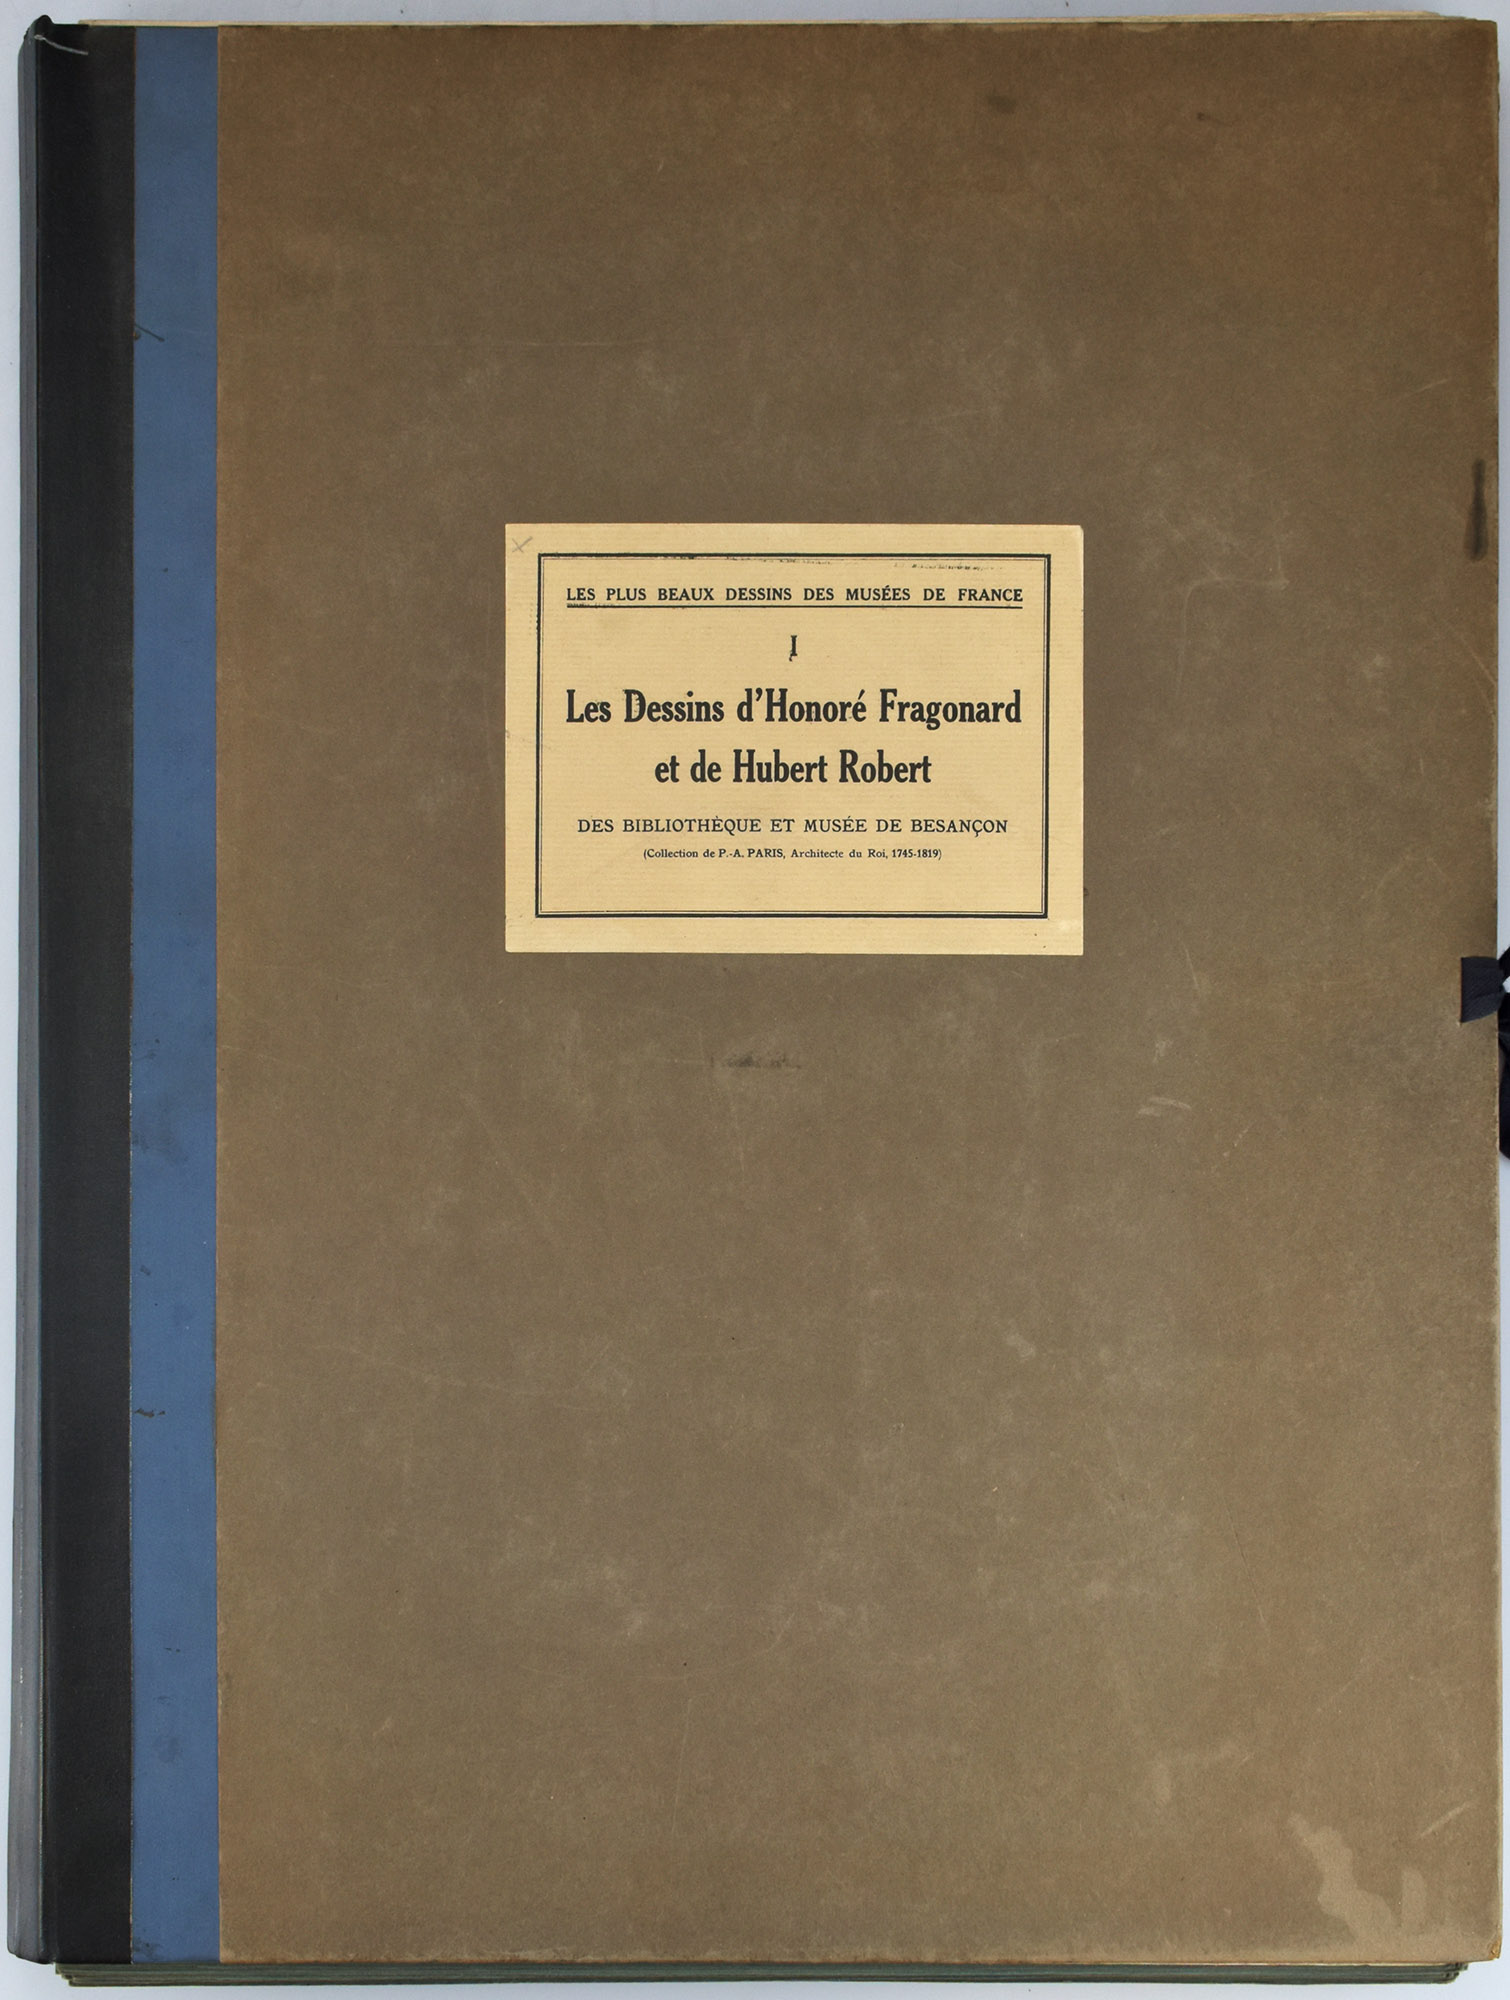 LES PLUS BEAUX DESSINS DES MUSÉES DE FRANCE
I
Les Dessins d'Honoré Fragonard
et de Hubert Robert
DES BIBLIOTHÈQUE ET MUSÉE DE BESANÇON
(Collection de P.-A. PARIS, Architecte du Roi, 1745-1819)